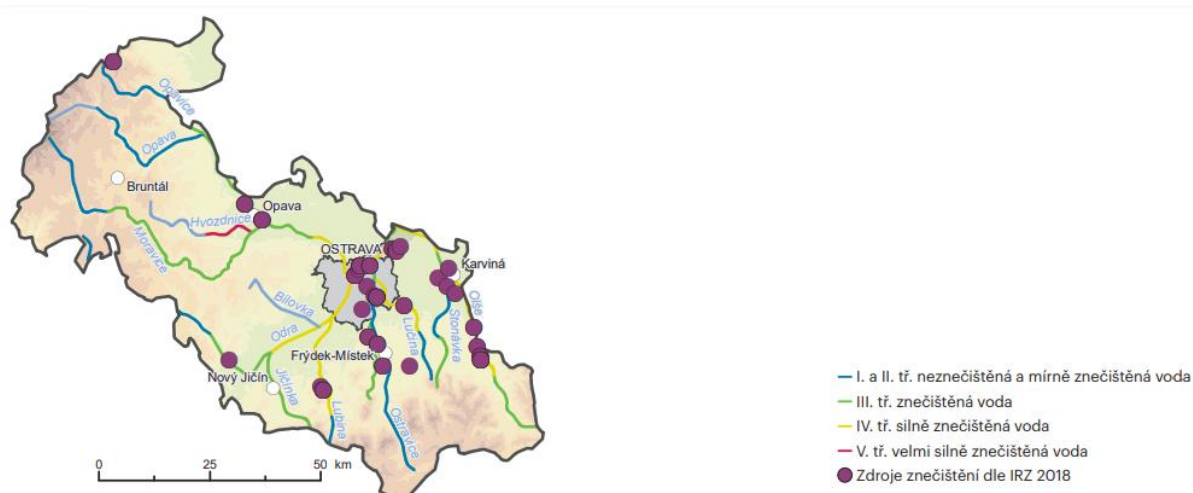 Opavice
Opava
Bruntál
Opava
Hvozdnice
Moravice
OSTRAVA
Karviná
Olše
Stonávka
Lučina
Bílovka
Odra
Frýdek-Místek
Nový Jičín
Jičínka
Lubina
Ostravice
0 25 50 km
I. a II. tř. neznečištěná a mírně znečištěná voda
III. tř. znečištěná voda
IV. tř. silně znečištěná voda
V. tř. velmi silně znečištěná voda
Zdroje znečištění dle IRZ 2018